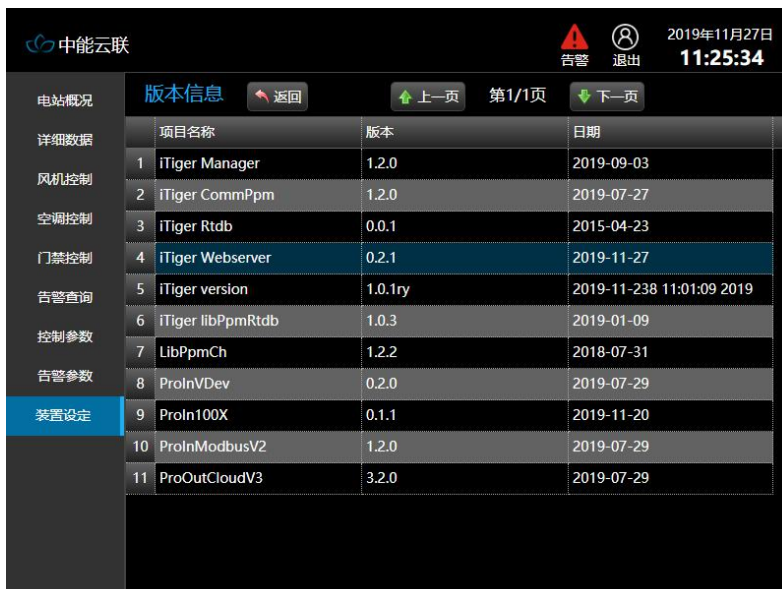 中能云联
告警
退出
2019年11月27日
11:25:34
电站概况
详细数据
风机控制
空调控制
门禁控制
告警查询
控制参数
告警参数
装置设定
版本信息 返回 上一页 第1/1页 下一页
项目名称 版本 日期
1 iTiger Manager 1.2.0 2019-09-03
2 iTiger CommPpm 1.2.0 2019-07-27
3 iTiger Rtdb 0.0.1 2015-04-23
4 iTiger Webserver 0.2.1 2019-11-27
5 iTiger version 1.0.1ry 2019-11-238 11:01:09 2019
6 iTiger libPpmRtdb 1.0.3 2019-01-09
7 LibPpmCh 1.2.2 2018-07-31
8 ProInVDev 0.2.0 2019-07-29
9 ProIn100X 0.1.1 2019-11-20
10 ProInModbusV2 1.2.0 2019-07-29
11 ProOutCloudV3 3.2.0 2019-07-29